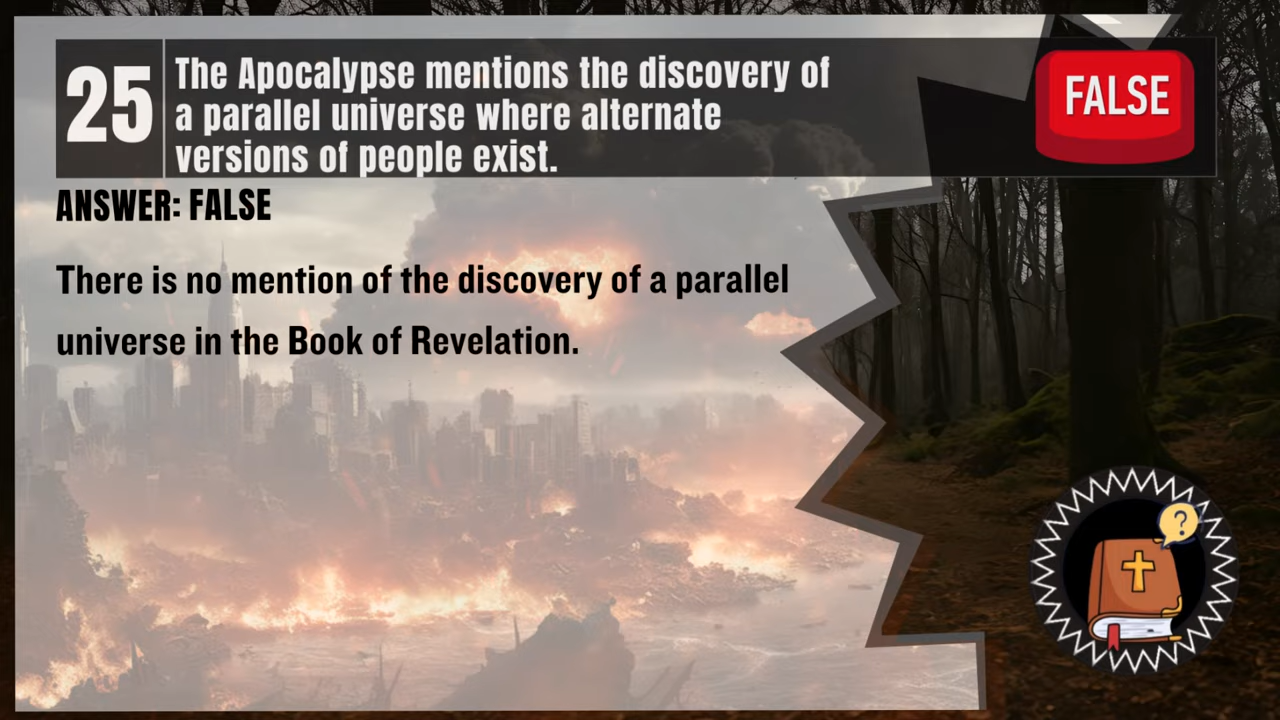 25
The Apocalypse mentions the discovery of
a parallel universe where alternate
versions of people exist.
FALSE
ANSWER: FALSE
There is no mention of the discovery of a parallel
universe in the Book of Revelation.
?